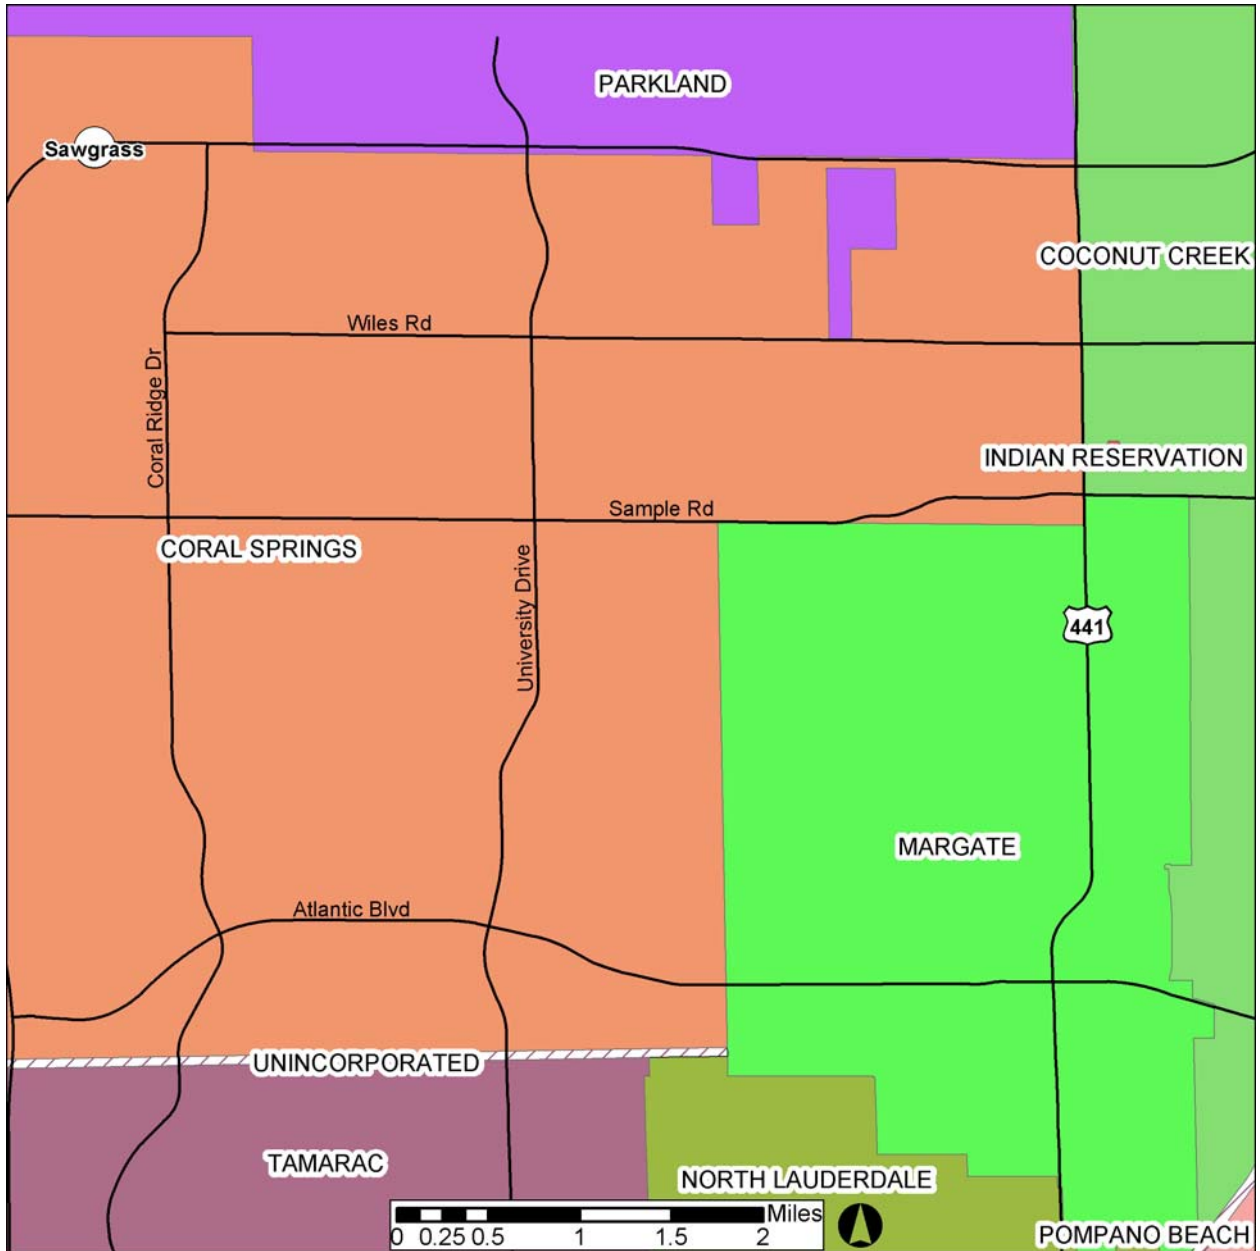 PARKLAND
Sawgrass
COCONUT CREEK
Wiles Rd
Coral Ridge Dr
INDIAN RESERVATION
Sample Rd
CORAL SPRINGS
University Drive
441
MARGATE
Atlantic Blvd
UNINCORPORATED
TAMARAC
NORTH LAUDERDALE
Miles
0 0.25 0.5 1 1.5 2
POMPANO BEACH